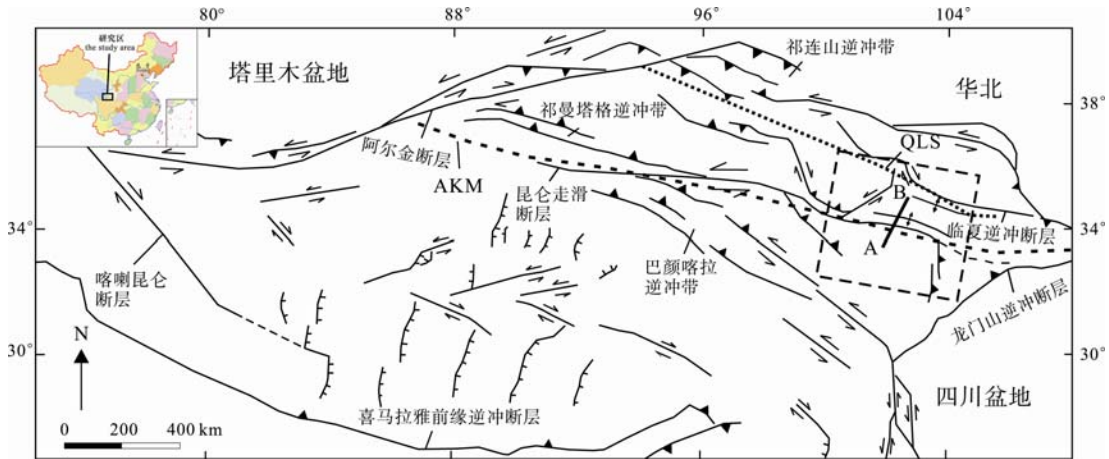 80°
88°
96°
104°
研究区
the study area
塔里木盆地
祁连山逆冲带
华北
38°
38°
祁曼塔格逆冲带
阿尔金断层
QLS
AKM
昆仑走滑
断层
B
A
临夏逆冲断层
34°
34°
喀喇昆仑
断层
巴颜喀拉
逆冲带
龙门山逆冲断层
N
30°
30°
四川盆地
喜马拉雅前缘逆冲断层
0 200 400 km